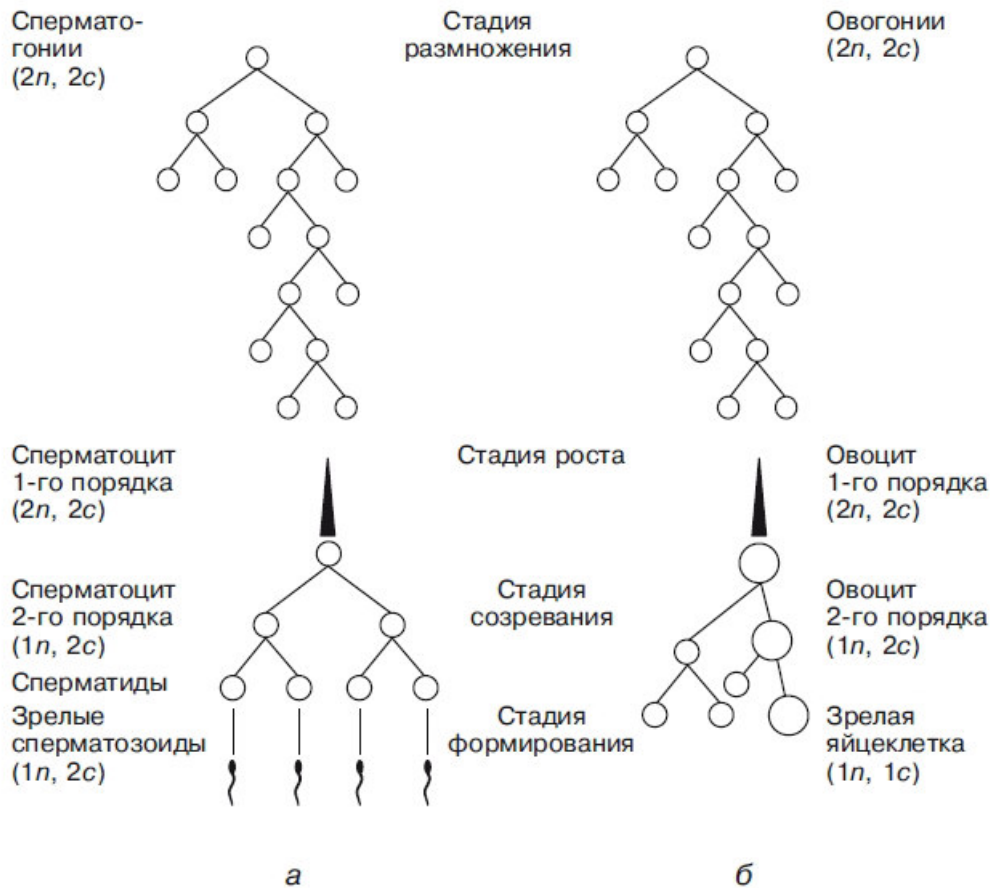 Спермато-
гонии
(2n, 2c)
Стадия
размножения
Овогонии
(2n, 2c)
Сперматоцит
1-го порядка
(2n, 2c)
Стадия роста
Овоцит
1-го порядка
(2n, 2c)
Сперматоцит
2-го порядка
(1n, 2c)
Стадия
созревания
Овоцит
2-го порядка
(1n, 2c)
Сперматиды
Зрелые
сперматозоиды
(1n, 2c)
Стадия
формирования
Зрелая
яйцеклетка
(1n, 1c)
а
б